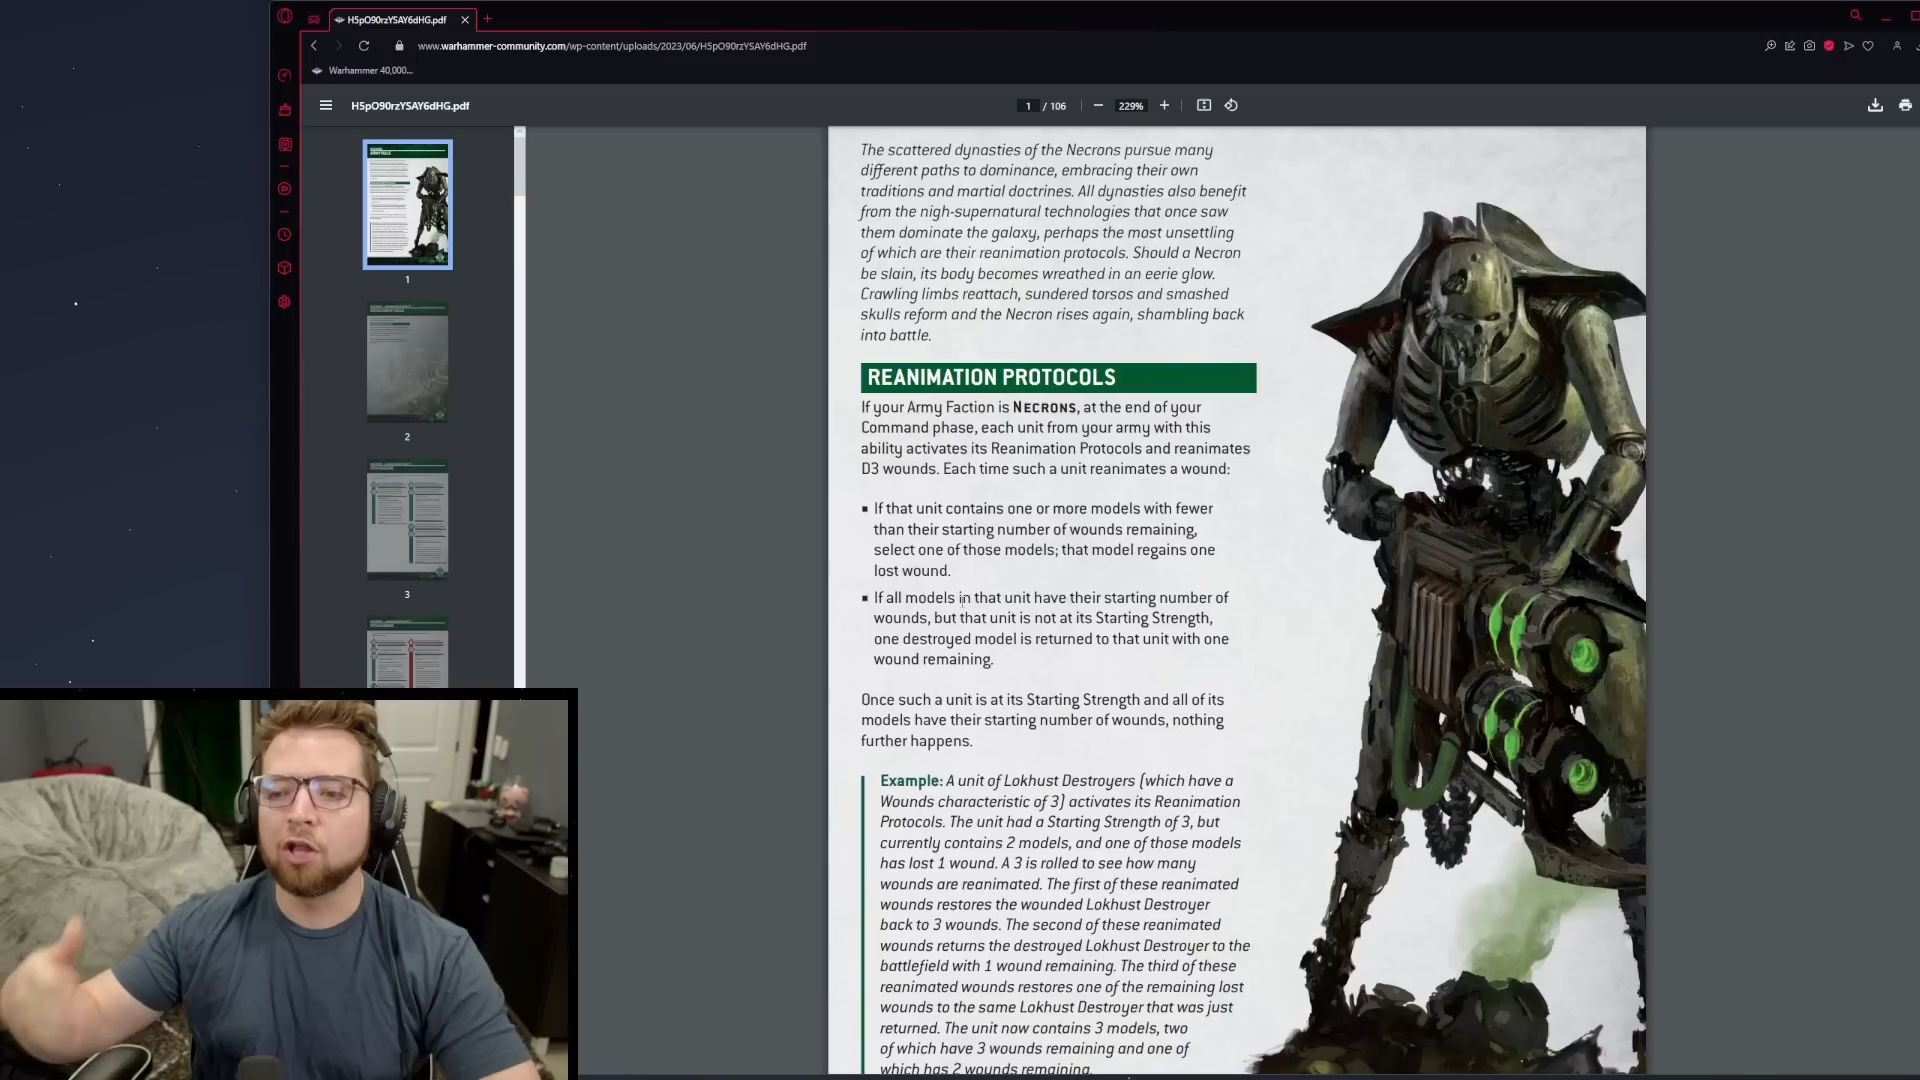 H5pO90rzYSAY6dHG.pdf
www.warhammer-community.com/wp-content/uploads/2023/06/H5pO90rzYSAY6dHG.pdf
Warhammer 40,000...
H5pO90rzYSAY6dHG.pdf
1 / 106
229%
1
2
3
The scattered dynasties of the Necrons pursue many
different paths to dominance, embracing their own
traditions and martial doctrines. All dynasties also benefit
from the nigh-supernatural technologies that once saw
them dominate the galaxy, perhaps the most unsettling
of which are their reanimation protocols. Should a Necron
be slain, its body becomes wreathed in an eerie glow.
Crawling limbs reattach, sundered torsos and smashed
skulls reform and the Necron rises again, shambling back
into battle.
REANIMATION PROTOCOLS
If your Army Faction is NECRONS, at the end of your
Command phase, each unit from your army with this
ability activates its Reanimation Protocols and reanimates
D3 wounds. Each time such a unit reanimates a wound:
▪ If that unit contains one or more models with fewer
than their starting number of wounds remaining,
select one of those models; that model regains one
lost wound.
▪ If all models in that unit have their starting number of
wounds, but that unit is not at its Starting Strength,
one destroyed model is returned to that unit with one
wound remaining.
Once such a unit is at its Starting Strength and all of its
models have their starting number of wounds, nothing
further happens.
Example: A unit of Lokhust Destroyers (which have a
Wounds characteristic of 3) activates its Reanimation
Protocols. The unit had a Starting Strength of 3, but
currently contains 2 models, and one of those models
has lost 1 wound. A 3 is rolled to see how many
wounds are reanimated. The first of these reanimated
wounds restores the wounded Lokhust Destroyer
back to 3 wounds. The second of these reanimated
wounds returns the destroyed Lokhust Destroyer to the
battlefield with 1 wound remaining. The third of these
reanimated wounds restores one of the remaining lost
wounds to the same Lokhust Destroyer that was just
returned. The unit now contains 3 models, two
of which have 3 wounds remaining and one of
which has 2 wounds remaining.